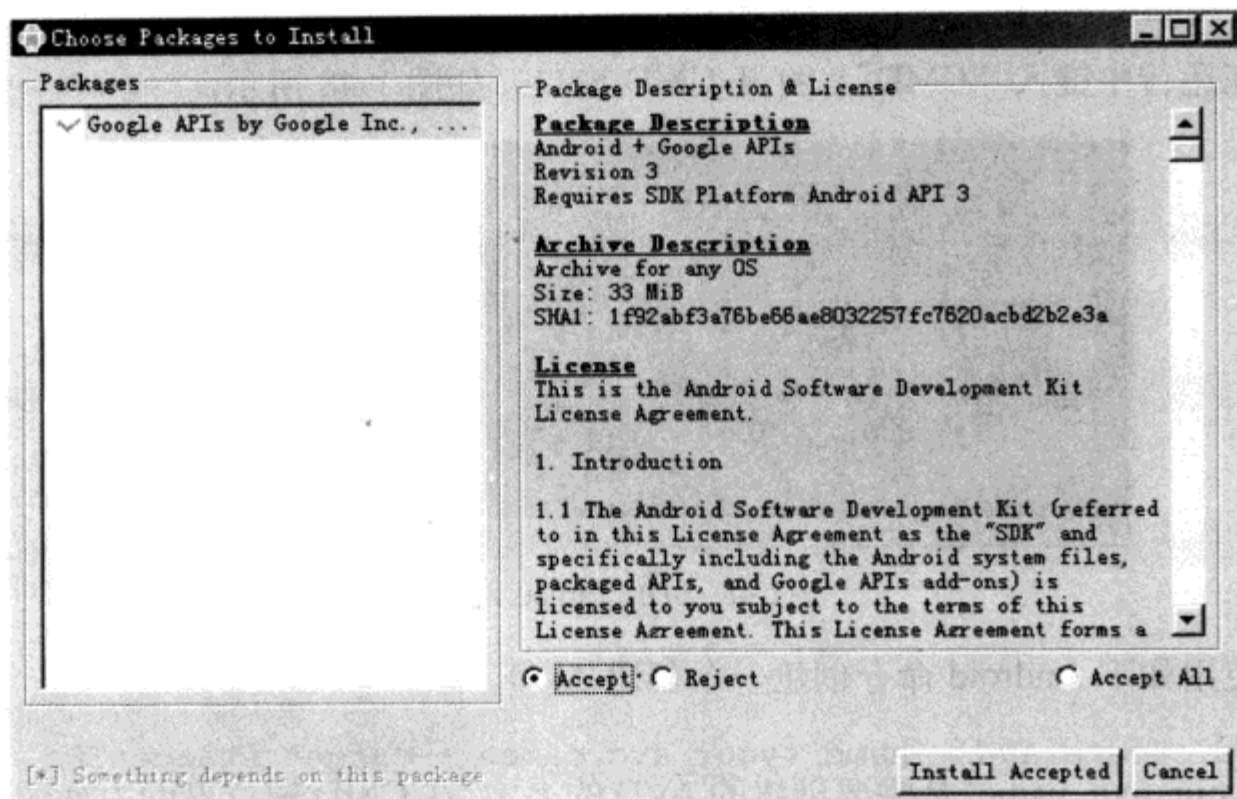 Choose Packages to Install
Packages
Google APIs by Google Inc., ...
Package Description & License
Package Description
Android + Google APIs
Revision 3
Requires SDK Platform Android API 3
Archive Description
Archive for any OS
Size: 33 MiB
SHA1: 1f92abf3a76be66ae8032257fc7620acbd2b2e3a
License
This is the Android Software Development Kit
License Agreement.
1. Introduction
1.1 The Android Software Development Kit (referred
to in this License Agreement as the "SDK" and
specifically including the Android system files,
packaged APIs, and Google APIs add-ons) is
licensed to you subject to the terms of this
License Agreement. This License Agreement forms a
Accept Reject Accept All
[*] Something depends on this package
Install Accepted Cancel